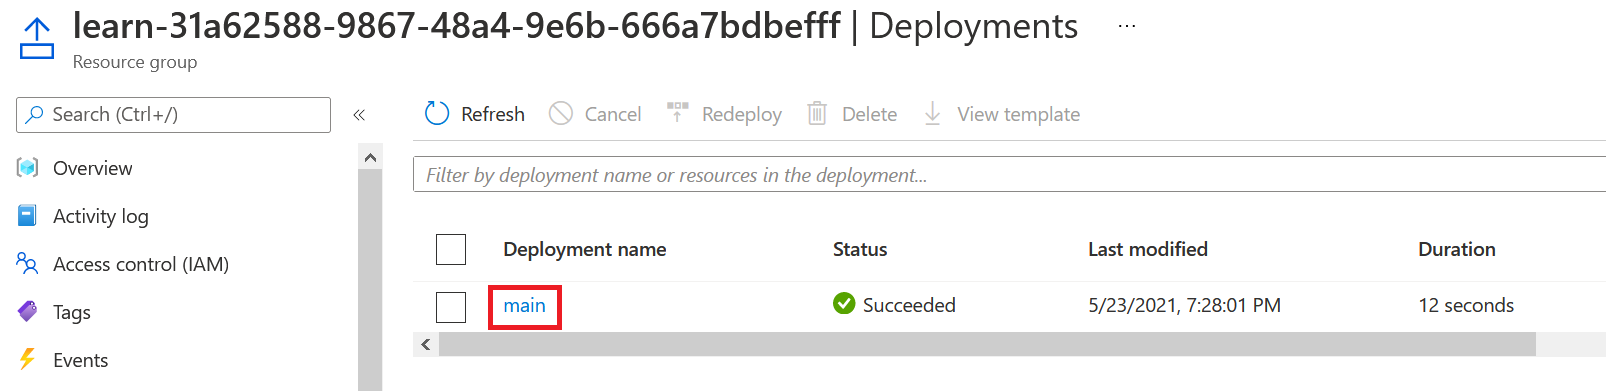 learn-31a62588-9867-48a4-9e6b-666a7bdbefff | Deployments ...
Resource group
Search (Ctrl+/) «
Overview
Activity log
Access control (IAM)
Tags
Events
Refresh Cancel Redeploy Delete View template
Filter by deployment name or resources in the deployment...
Deployment name Status Last modified Duration
main Succeeded 5/23/2021, 7:28:01 PM 12 seconds